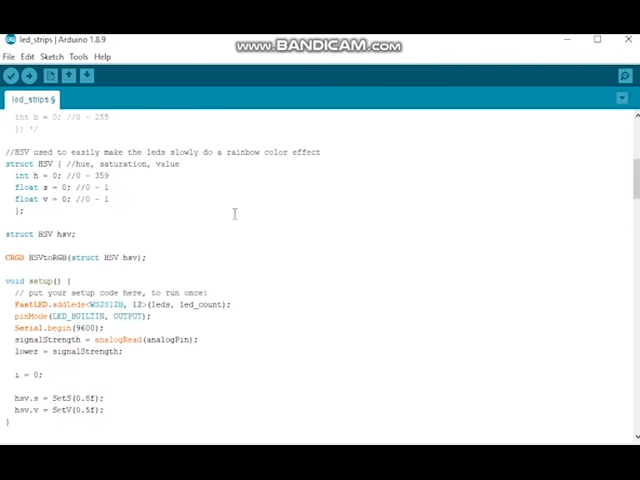 led_strips | Arduino 1.8.9
www.BANDICAM.com
File Edit Sketch Tools Help
led_strips §
int b = 0; //0 - 255
}; */
//HSV used to easily make the leds slowly do a rainbow color effect
struct HSV { //hue, saturation, value
int h = 0; //0 - 359
float s = 0; //0 - 1
float v = 0; //0 - 1
};
struct HSV hsv;
CRGB HSVtoRGB(struct HSV hsv);
void setup() {
// put your setup code here, to run once:
FastLED.addLeds<WS2812B, 12>(leds, led_count);
pinMode(LED_BUILTIN, OUTPUT);
Serial.begin(9600);
signalStrength = analogRead(analogPin);
lower = signalStrength;
i = 0;
hsv.s = SetS(0.8f);
hsv.v = SetV(0.5f);
}